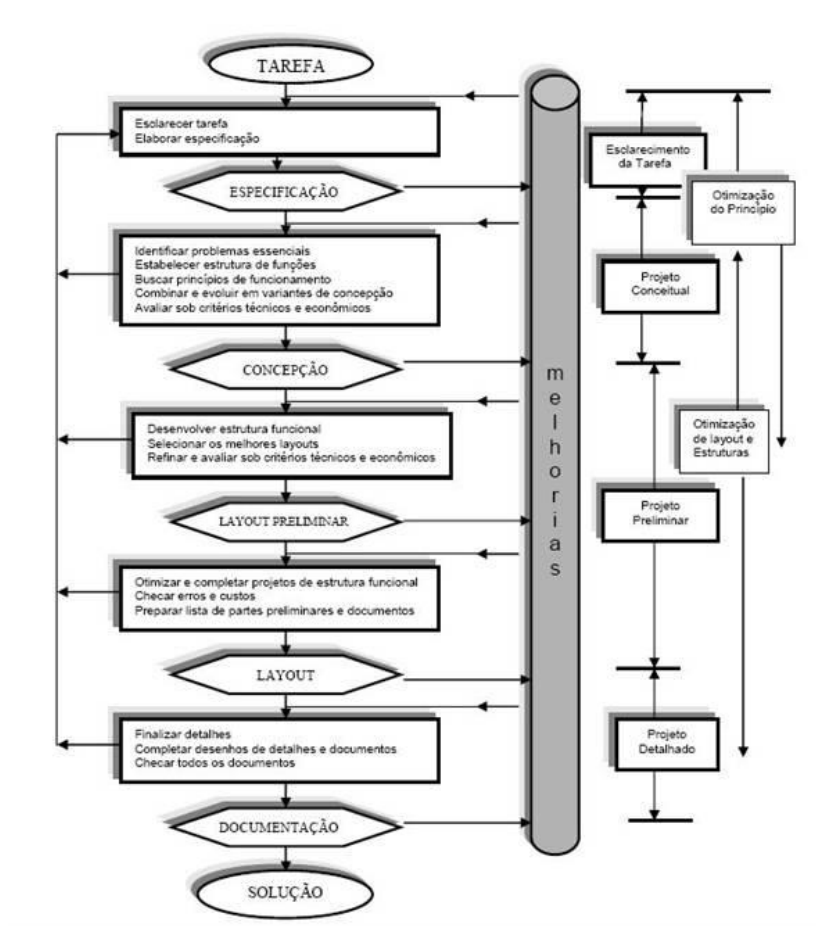 TAREFA
Esclarecer tarefa
Elaborar especificação
ESPECIFICAÇÃO
Identificar problemas essenciais
Estabelecer estrutura de funções
Buscar princípios de funcionamento
Combinar e evoluir em variantes de concepção
Avaliar sob critérios técnicos e econômicos
CONCEPÇÃO
Desenvolver estrutura funcional
Selecionar os melhores layouts
Refinar e avaliar sob critérios técnicos e econômicos
LAYOUT PRELIMINAR
Otimizar e completar projetos de estrutura funcional
Checar erros e custos
Preparar lista de partes preliminares e documentos
LAYOUT
Finalizar detalhes
Completar desenhos de detalhes e documentos
Checar todos os documentos
DOCUMENTAÇÃO
SOLUÇÃO
melhorias
Esclarecimento
da Tarefa
Otimização
do Princípio
Projeto
Conceitual
Otimização
de layout e
Estruturas
Projeto
Preliminar
Projeto
Detalhado